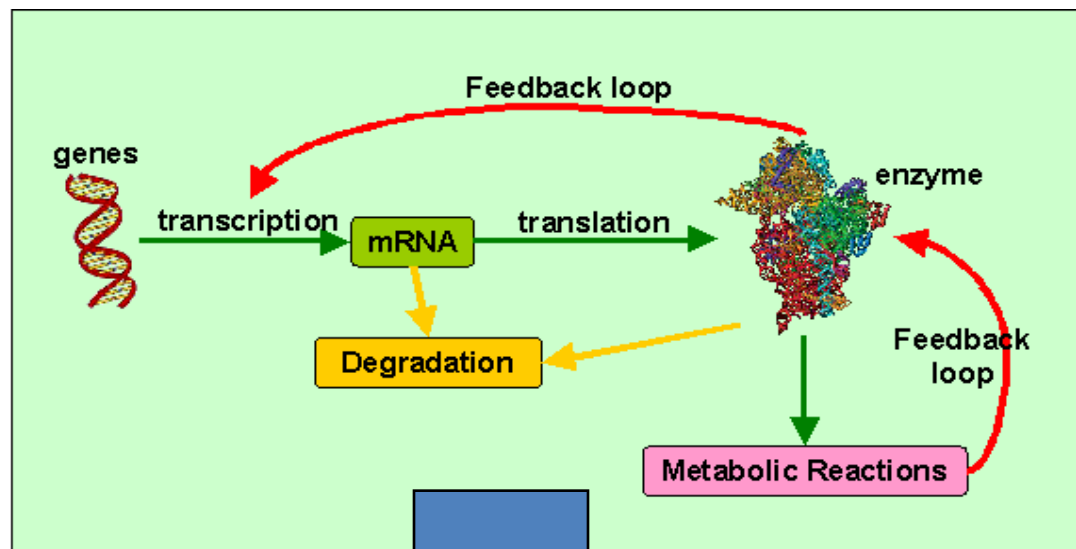 Feedback loop
genes
enzyme
transcription
mRNA
translation
Degradation
Feedback
loop
Metabolic Reactions